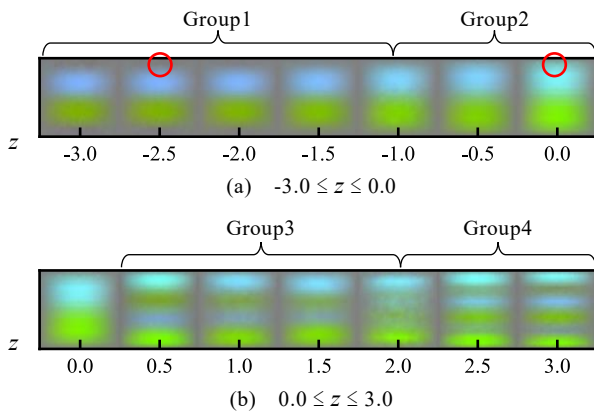 Group1 Group2
z -3.0 -2.5 -2.0 -1.5 -1.0 -0.5 0.0
(a) -3.0 ≤ z ≤ 0.0
Group3 Group4
z 0.0 0.5 1.0 1.5 2.0 2.5 3.0
(b) 0.0 ≤ z ≤ 3.0